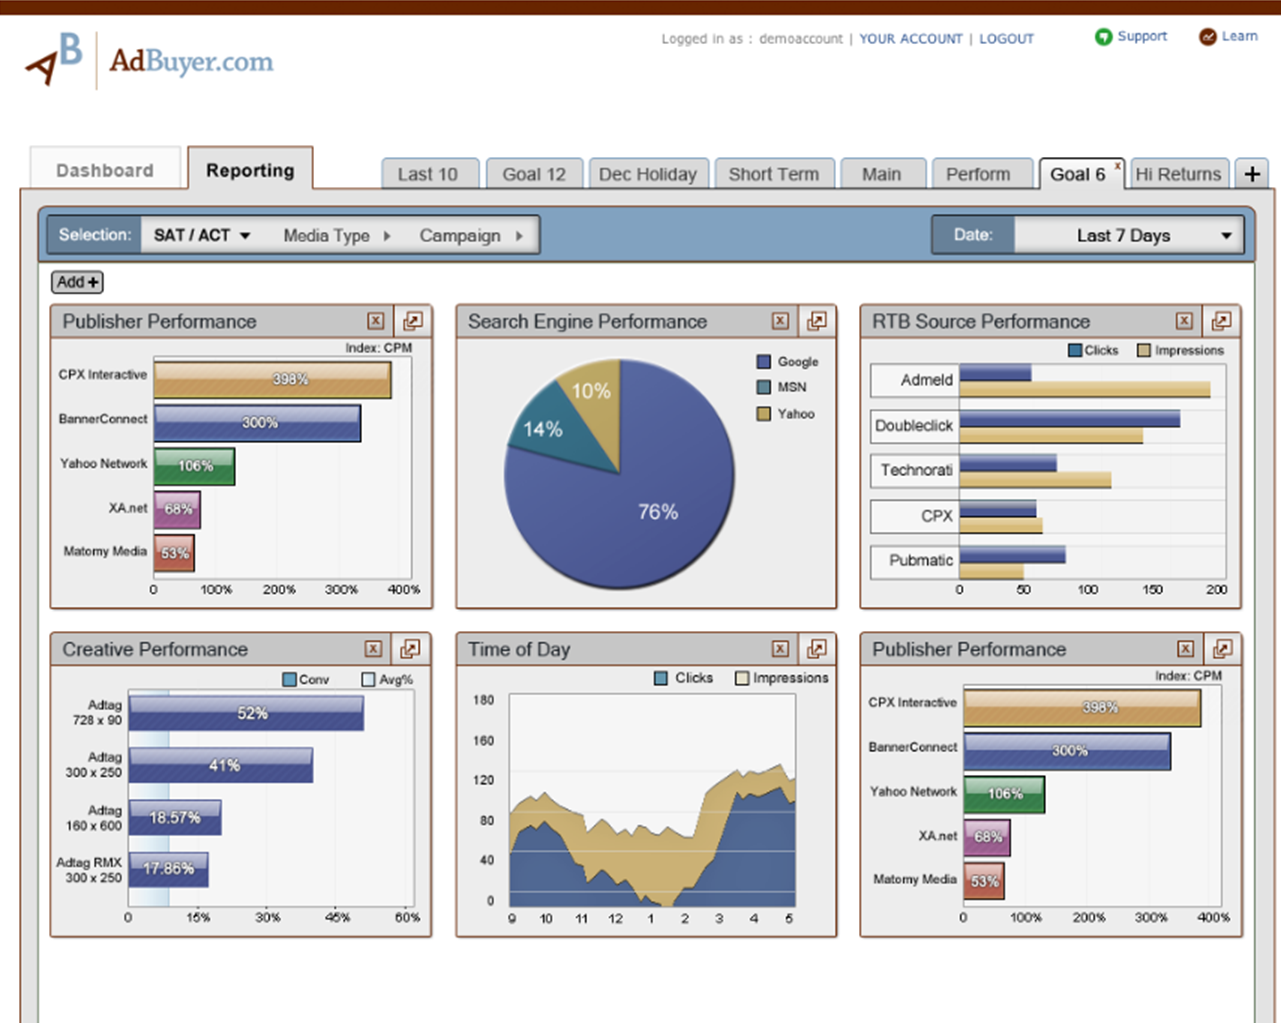 Logged in as : demoaccount | YOUR ACCOUNT | LOGOUT
Support
Learn
AB
AdBuyer.com
Dashboard
Reporting
Last 10
Goal 12
Dec Holiday
Short Term
Main
Perform
Goal 6 x
Hi Returns
+
Selection: SAT / ACT Media Type Campaign
Date: Last 7 Days
Add +
Publisher Performance
Index: CPM
CPX Interactive 398%
BannerConnect 300%
Yahoo Network 106%
XA.net 68%
Matomy Media 53%
0 100% 200% 300% 400%
Search Engine Performance
Google
MSN
Yahoo
10%
14%
76%
RTB Source Performance
Clicks Impressions
Admeld
Doubleclick
Technorati
CPX
Pubmatic
0 50 100 150 200
Creative Performance
Conv Avg%
Adtag
728 x 90
52%
Adtag
300 x 250
41%
Adtag
160 x 600
18.57%
Adtag RMX
300 x 250
17.86%
0 15% 30% 45% 60%
Time of Day
Clicks Impressions
180
160
120
80
40
0
9 10 11 12 1 2 3 4 5
Publisher Performance
Index: CPM
CPX Interactive 398%
BannerConnect 300%
Yahoo Network 106%
XA.net 68%
Matomy Media 53%
0 100% 200% 300% 400%